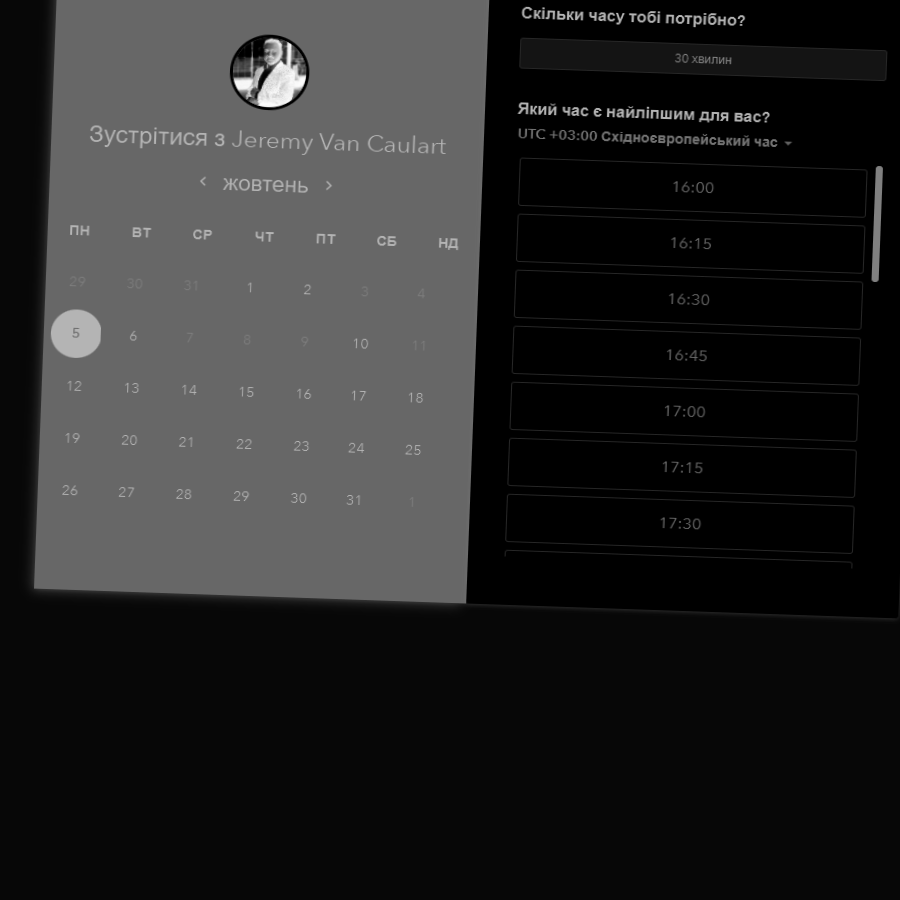 Зустрітися з Jeremy Van Caulart
жовтень
ПН ВТ СР ЧТ ПТ СБ НД
29 30 31 1 2 3 4
5 6 7 8 9 10 11
12 13 14 15 16 17 18
19 20 21 22 23 24 25
26 27 28 29 30 31 1
Скільки часу тобі потрібно?
30 хвилин
Який час є найліпшим для вас?
UTC +03:00 Східноєвропейський час
16:00
16:15
16:30
16:45
17:00
17:15
17:30